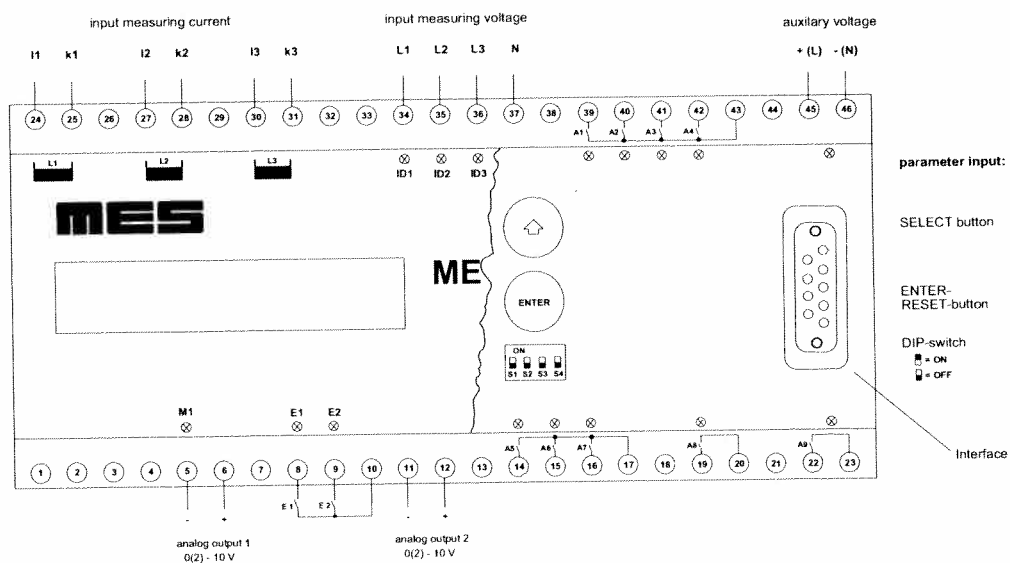 input measuring current
input measuring voltage
auxilary voltage
I1 k1 I2 k2 I3 k3 L1 L2 L3 N + (L) - (N)
24 25 26 27 28 29 30 31 32 33 34 35 36 37 38 39 40 41 42 43 44 45 46
A1 A2 A3 A4
L1 L2 L3
ID1 ID2 ID3
parameter input:
MES
SELECT button
ME
ENTER
ENTER-
RESET-button
ON
S1 S2 S3 S4
DIP-switch
= ON
= OFF
M1 E1 E2
A5 A6 A7 A8 A9
1 2 3 4 5 6 7 8 9 10 11 12 13 14 15 16 17 18 19 20 21 22 23
Interface
E 1 E 2
- + - +
analog output 1
0(2) - 10 V
analog output 2
0(2) - 10 V